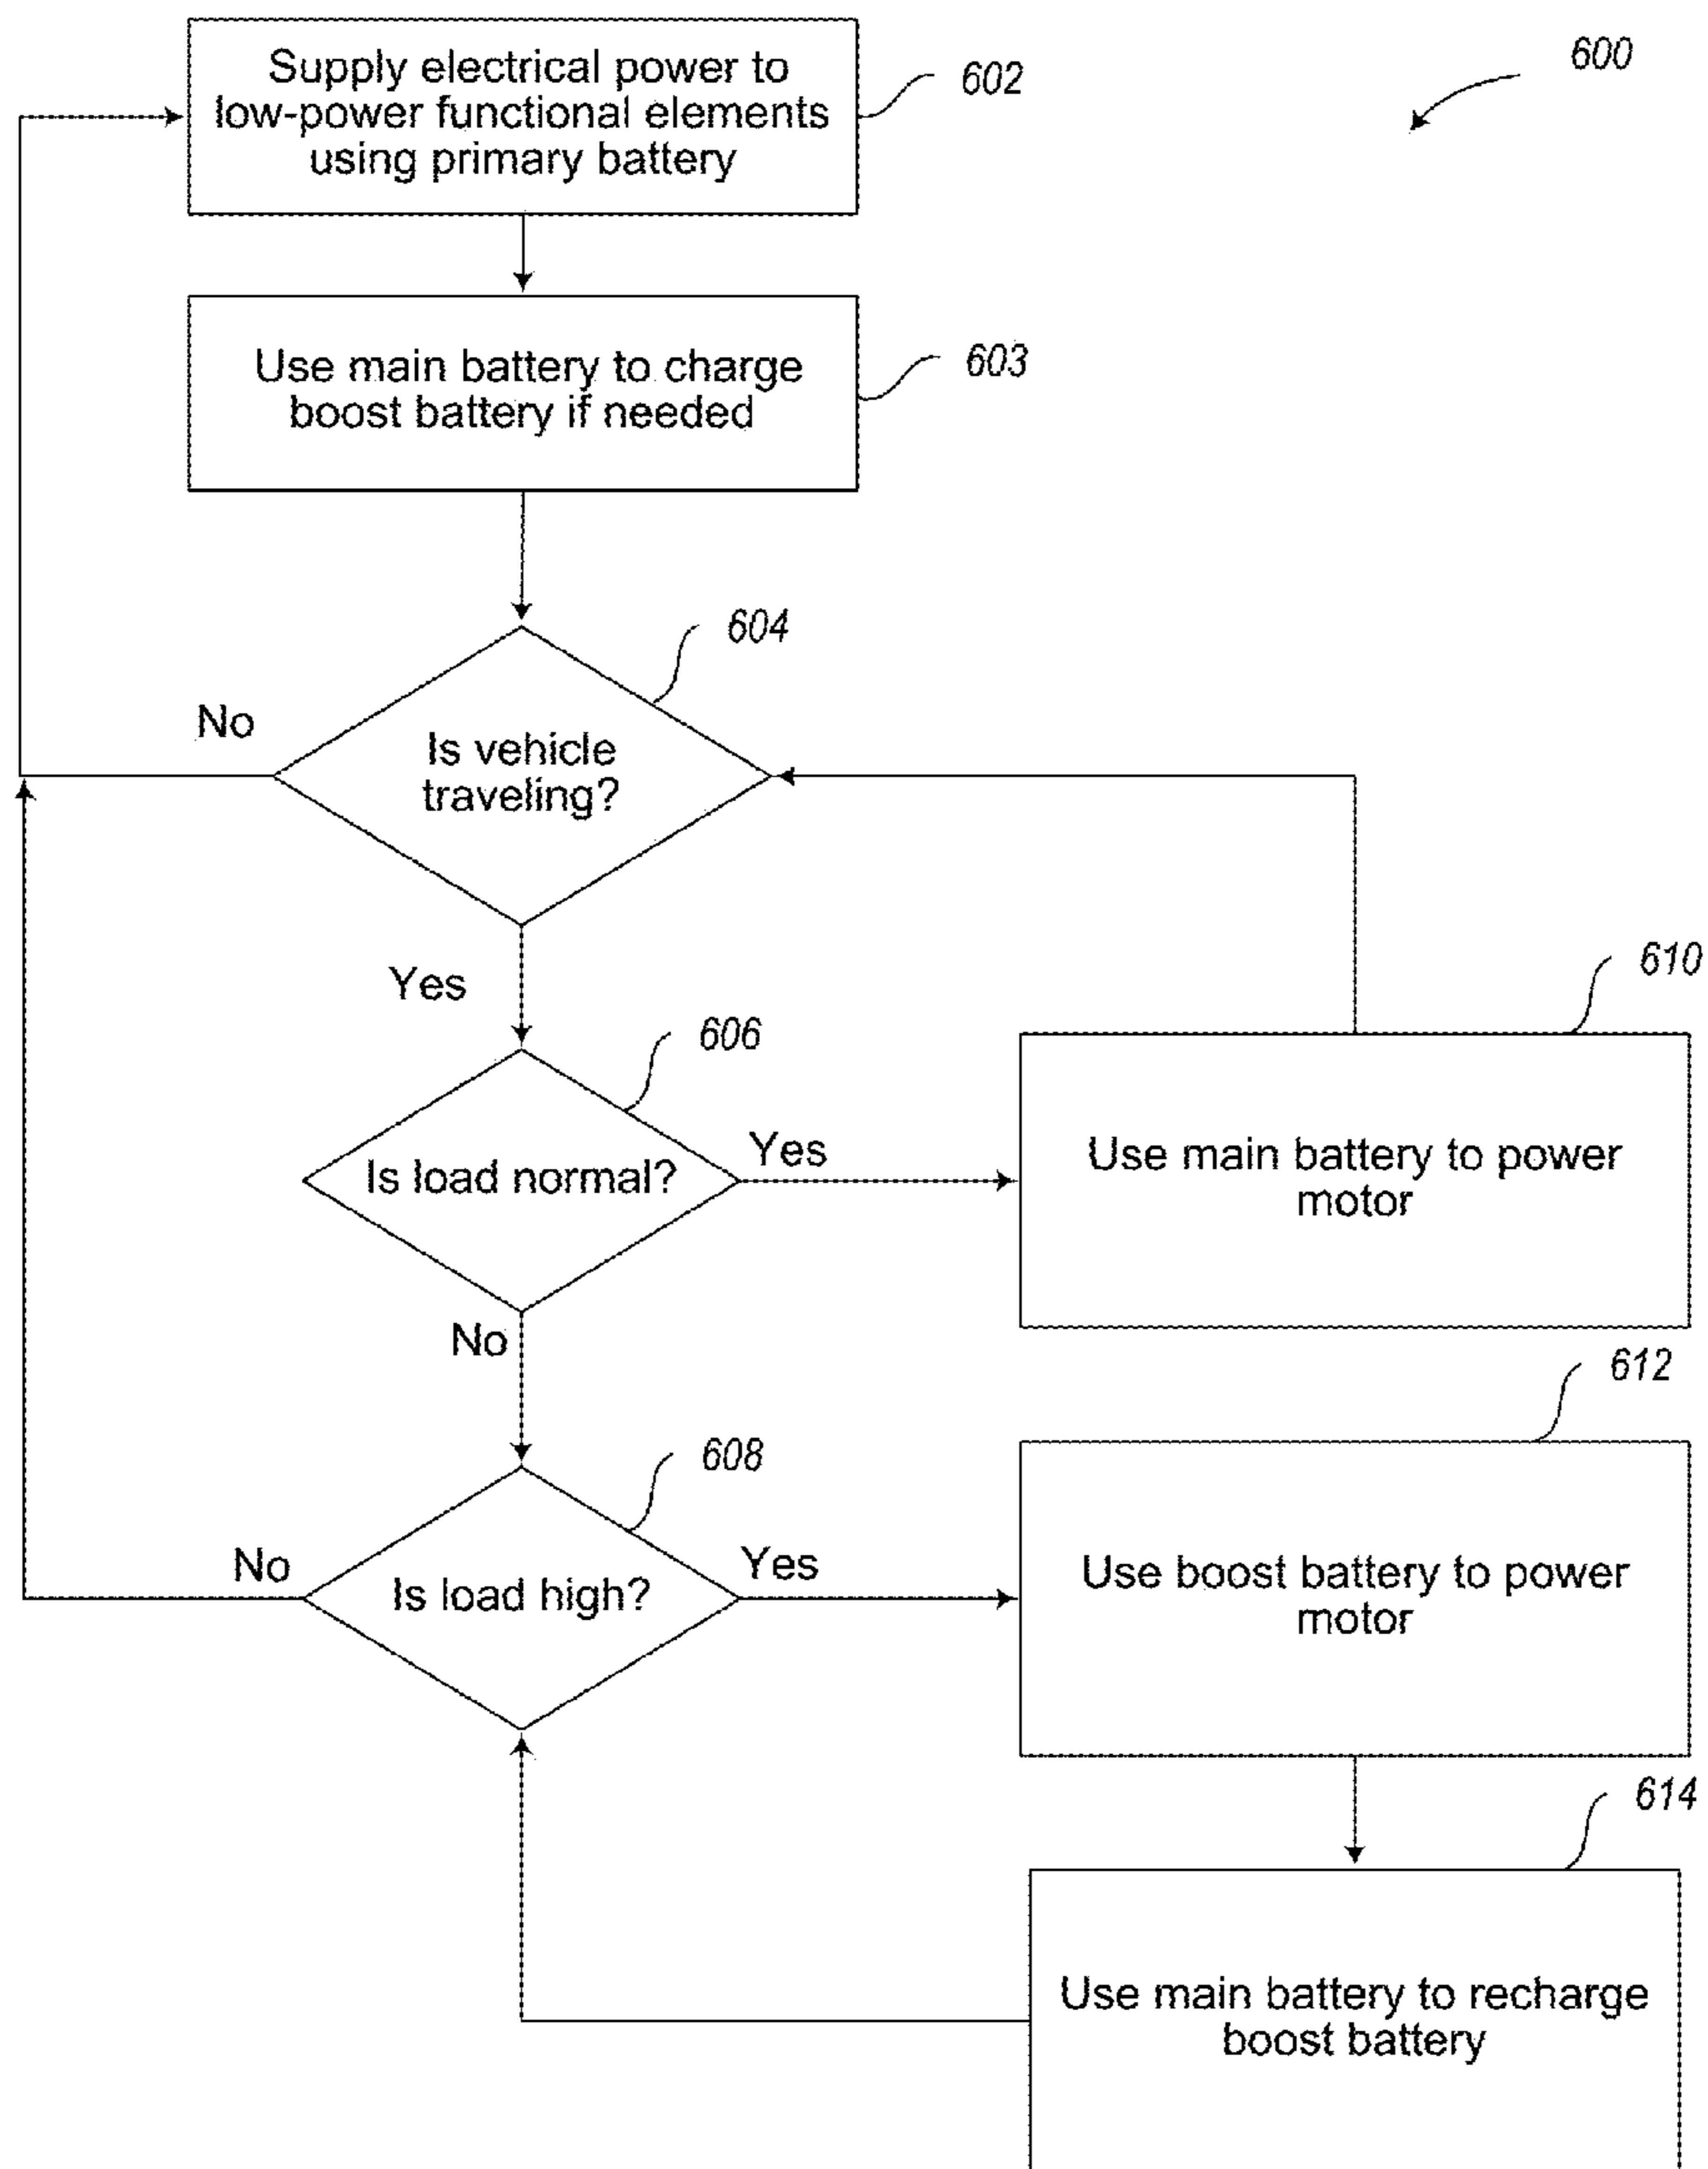 600
Supply electrical power to
low-power functional elements
using primary battery
602
Use main battery to charge
boost battery if needed
603
604
No
Is vehicle
traveling?
Yes
610
606
Is load normal?
Yes
Use main battery to power
motor
No
612
608
No
Is load high?
Yes
Use boost battery to power
motor
614
Use main battery to recharge
boost battery